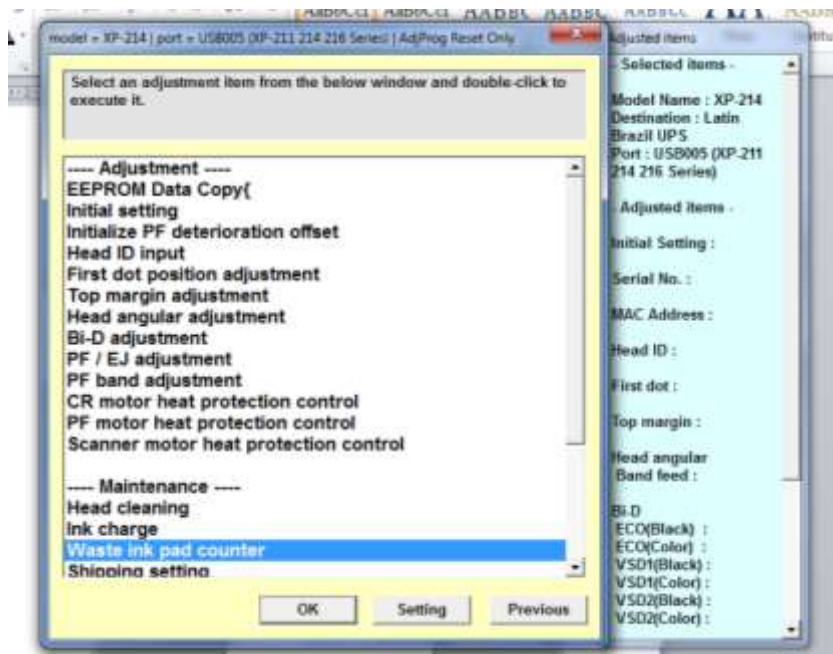 AaBbCcI AaBbCcI AABBC AABBC AABBCC
model = XP-214 | port = USB005 (XP-211 214 216 Series) | AdjProg Reset Only
Select an adjustment item from the below window and double-click to
execute it.
---- Adjustment ----
EEPROM Data Copy{
Initial setting
Initialize PF deterioration offset
Head ID input
First dot position adjustment
Top margin adjustment
Head angular adjustment
Bi-D adjustment
PF / EJ adjustment
PF band adjustment
CR motor heat protection control
PF motor heat protection control
Scanner motor heat protection control
---- Maintenance ----
Head cleaning
Ink charge
Waste ink pad counter
Shipping setting
OK
Setting
Previous
Adjusted items
- Selected items -
Model Name : XP-214
Destination : Latin
Brazil UPS
Port : USB005 (XP-211
214 216 Series)
- Adjusted items -
Initial Setting :
Serial No. :
MAC Address :
Head ID :
First dot :
Top margin :
Head angular
Band feed :
Bi-D
ECO(Black) :
ECO(Color) :
VSD1(Black) :
VSD1(Color) :
VSD2(Black) :
VSD2(Color) :